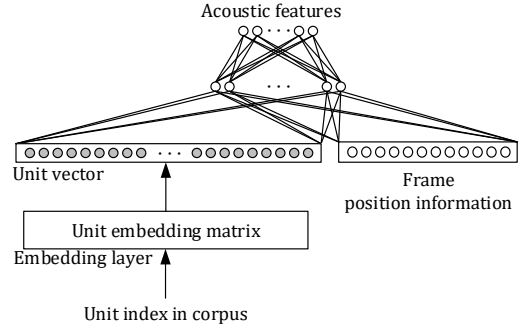 Acoustic features
Unit vector
Frame
position information
Unit embedding matrix
Embedding layer
Unit index in corpus